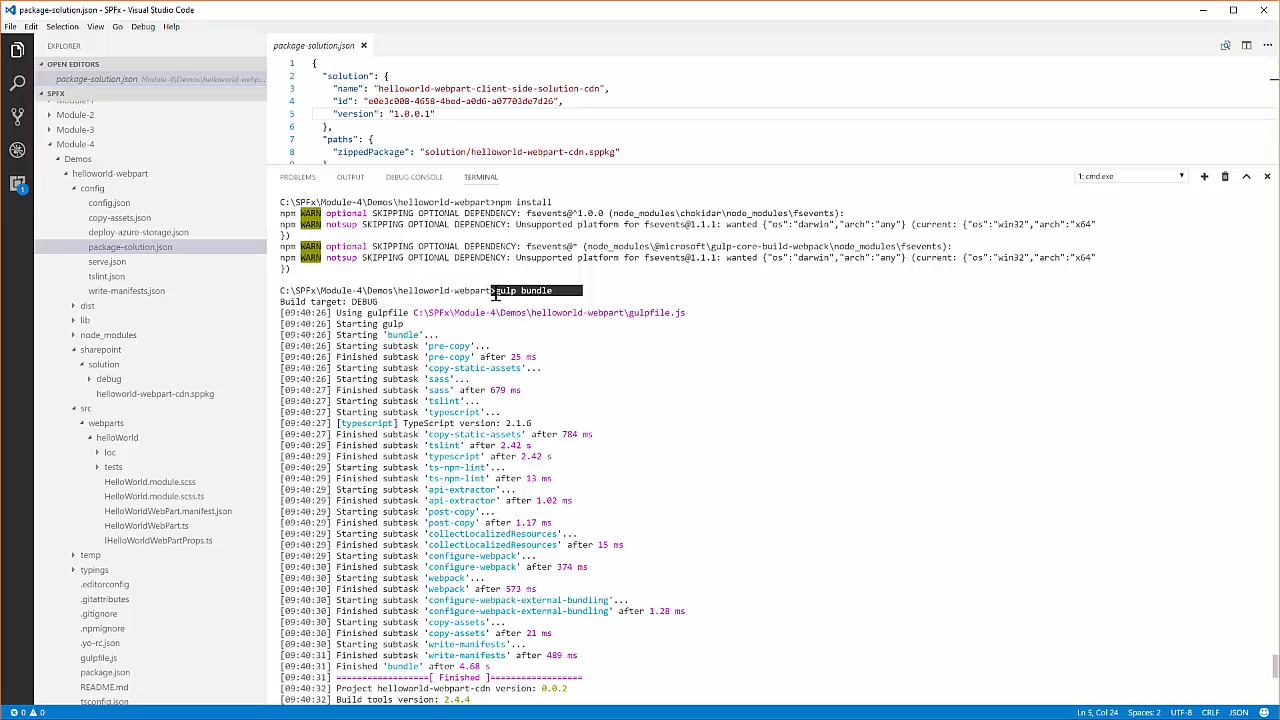 package-solution.json - SPFx - Visual Studio Code
File Edit Selection View Go Debug Help
EXPLORER
OPEN EDITORS
package-solution.json Module-4\Demos\helloworld-webp...
SPFX
Module-1
Module-2
Module-3
Module-4
Demos
helloworld-webpart
config
config.json
copy-assets.json
deploy-azure-storage.json
package-solution.json
serve.json
tslint.json
write-manifests.json
dist
lib
node_modules
sharepoint
solution
debug
helloworld-webpart-cdn.sppkg
src
webparts
helloWorld
loc
tests
HelloWorld.module.scss
HelloWorld.module.scss.ts
HelloWorldWebPart.manifest.json
HelloWorldWebPart.ts
IHelloWorldWebPartProps.ts
temp
typings
.editorconfig
.gitattributes
.gitignore
.npmignore
.yo-rc.json
gulpfile.js
package.json
README.md
tsconfig.json
package-solution.json
1 {
2 "solution": {
3 "name": "helloworld-webpart-client-side-solution-cdn",
4 "id": "e0e3c008-4658-4bed-a0d6-a07703de7d26",
5 "version": "1.0.0.1"
6 },
7 "paths": {
8 "zippedPackage": "solution/helloworld-webpart-cdn.sppkg"
9 }
PROBLEMS OUTPUT DEBUG CONSOLE TERMINAL 1: cmd.exe
C:\SPFx\Module-4\Demos\helloworld-webpart>npm install
npm WARN optional SKIPPING OPTIONAL DEPENDENCY: fsevents@^1.0.0 (node_modules\chokidar\node_modules\fsevents):
npm WARN notsup SKIPPING OPTIONAL DEPENDENCY: Unsupported platform for fsevents@1.1.1: wanted {"os":"darwin","arch":"any"} (current: {"os":"win32","arch":"x64"
})
npm WARN optional SKIPPING OPTIONAL DEPENDENCY: fsevents@* (node_modules\@microsoft\gulp-core-build-webpack\node_modules\fsevents):
npm WARN notsup SKIPPING OPTIONAL DEPENDENCY: Unsupported platform for fsevents@1.1.1: wanted {"os":"darwin","arch":"any"} (current: {"os":"win32","arch":"x64"
})
C:\SPFx\Module-4\Demos\helloworld-webpart>gulp bundle
Build target: DEBUG
[09:40:26] Using gulpfile C:\SPFx\Module-4\Demos\helloworld-webpart\gulpfile.js
[09:40:26] Starting gulp
[09:40:26] Starting 'bundle'...
[09:40:26] Starting subtask 'pre-copy'...
[09:40:26] Finished subtask 'pre-copy' after 25 ms
[09:40:26] Starting subtask 'copy-static-assets'...
[09:40:26] Starting subtask 'sass'...
[09:40:27] Finished subtask 'sass' after 679 ms
[09:40:27] Starting subtask 'tslint'...
[09:40:27] Starting subtask 'typescript'...
[09:40:27] [typescript] TypeScript version: 2.1.6
[09:40:27] Finished subtask 'copy-static-assets' after 784 ms
[09:40:29] Finished subtask 'tslint' after 2.42 s
[09:40:29] Finished subtask 'typescript' after 2.42 s
[09:40:29] Starting subtask 'ts-npm-lint'...
[09:40:29] Finished subtask 'ts-npm-lint' after 13 ms
[09:40:29] Starting subtask 'api-extractor'...
[09:40:29] Finished subtask 'api-extractor' after 1.02 ms
[09:40:29] Starting subtask 'post-copy'...
[09:40:29] Finished subtask 'post-copy' after 1.17 ms
[09:40:29] Starting subtask 'collectLocalizedResources'...
[09:40:29] Finished subtask 'collectLocalizedResources' after 15 ms
[09:40:29] Starting subtask 'configure-webpack'...
[09:40:30] Finished subtask 'configure-webpack' after 374 ms
[09:40:30] Starting subtask 'webpack'...
[09:40:30] Finished subtask 'webpack' after 573 ms
[09:40:30] Starting subtask 'configure-webpack-external-bundling'...
[09:40:30] Finished subtask 'configure-webpack-external-bundling' after 1.28 ms
[09:40:30] Starting subtask 'copy-assets'...
[09:40:30] Finished subtask 'copy-assets' after 21 ms
[09:40:30] Starting subtask 'write-manifests'...
[09:40:31] Finished subtask 'write-manifests' after 489 ms
[09:40:31] Finished 'bundle' after 4.68 s
[09:40:31] ==================[ Finished ]==================
[09:40:32] Project helloworld-webpart-cdn version: 0.0.2
[09:40:32] Build tools version: 2.4.4
0 0 Ln 5, Col 24 Spaces: 2 UTF-8 CRLF JSON